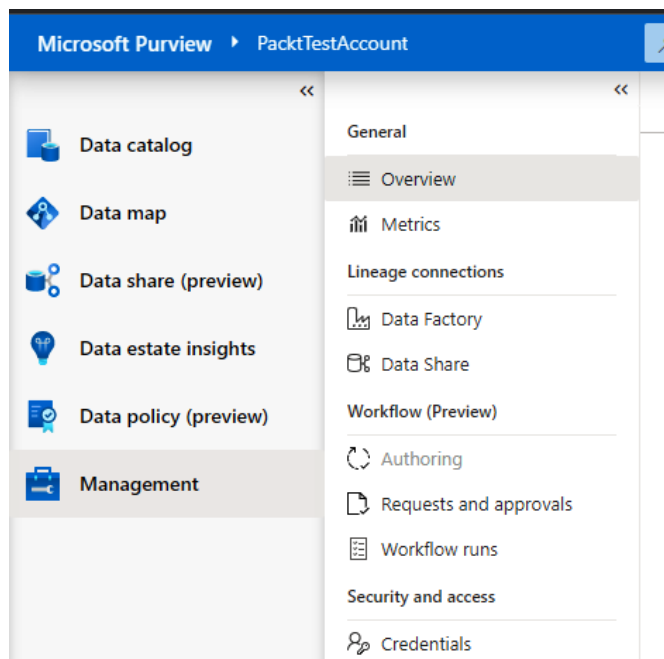 Microsoft Purview PacktTestAccount
Data catalog
Data map
Data share (preview)
Data estate insights
Data policy (preview)
Management
General
Overview
Metrics
Lineage connections
Data Factory
Data Share
Workflow (Preview)
Authoring
Requests and approvals
Workflow runs
Security and access
Credentials